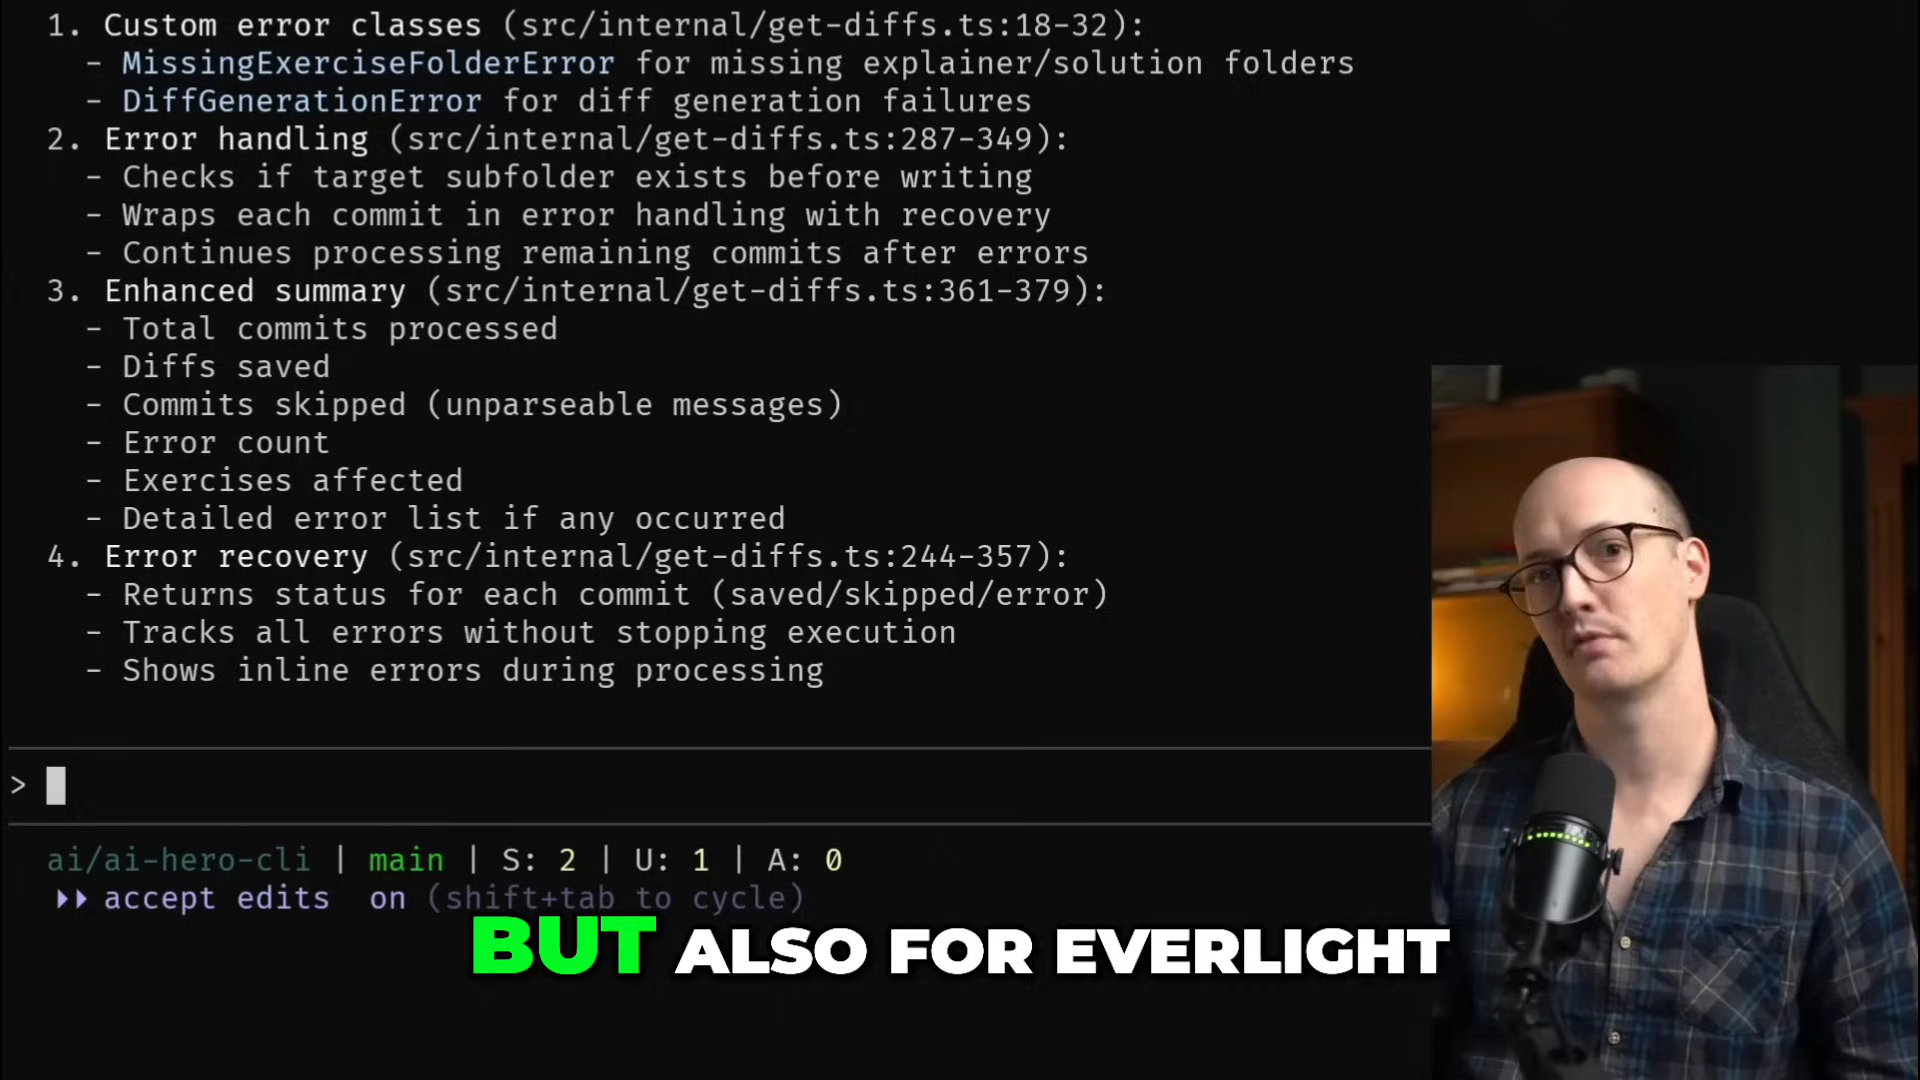 1. Custom error classes (src/internal/get-diffs.ts:18-32):
- MissingExerciseFolderError for missing explainer/solution folders
- DiffGenerationError for diff generation failures
2. Error handling (src/internal/get-diffs.ts:287-349):
- Checks if target subfolder exists before writing
- Wraps each commit in error handling with recovery
- Continues processing remaining commits after errors
3. Enhanced summary (src/internal/get-diffs.ts:361-379):
- Total commits processed
- Diffs saved
- Commits skipped (unparseable messages)
- Error count
- Exercises affected
- Detailed error list if any occurred
4. Error recovery (src/internal/get-diffs.ts:244-357):
- Returns status for each commit (saved/skipped/error)
- Tracks all errors without stopping execution
- Shows inline errors during processing
>
ai/ai-hero-cli | main | S: 2 | U: 1 | A: 0
⏵⏵ accept edits on (shift+tab to cycle)
BUT ALSO FOR EVERLIGHT